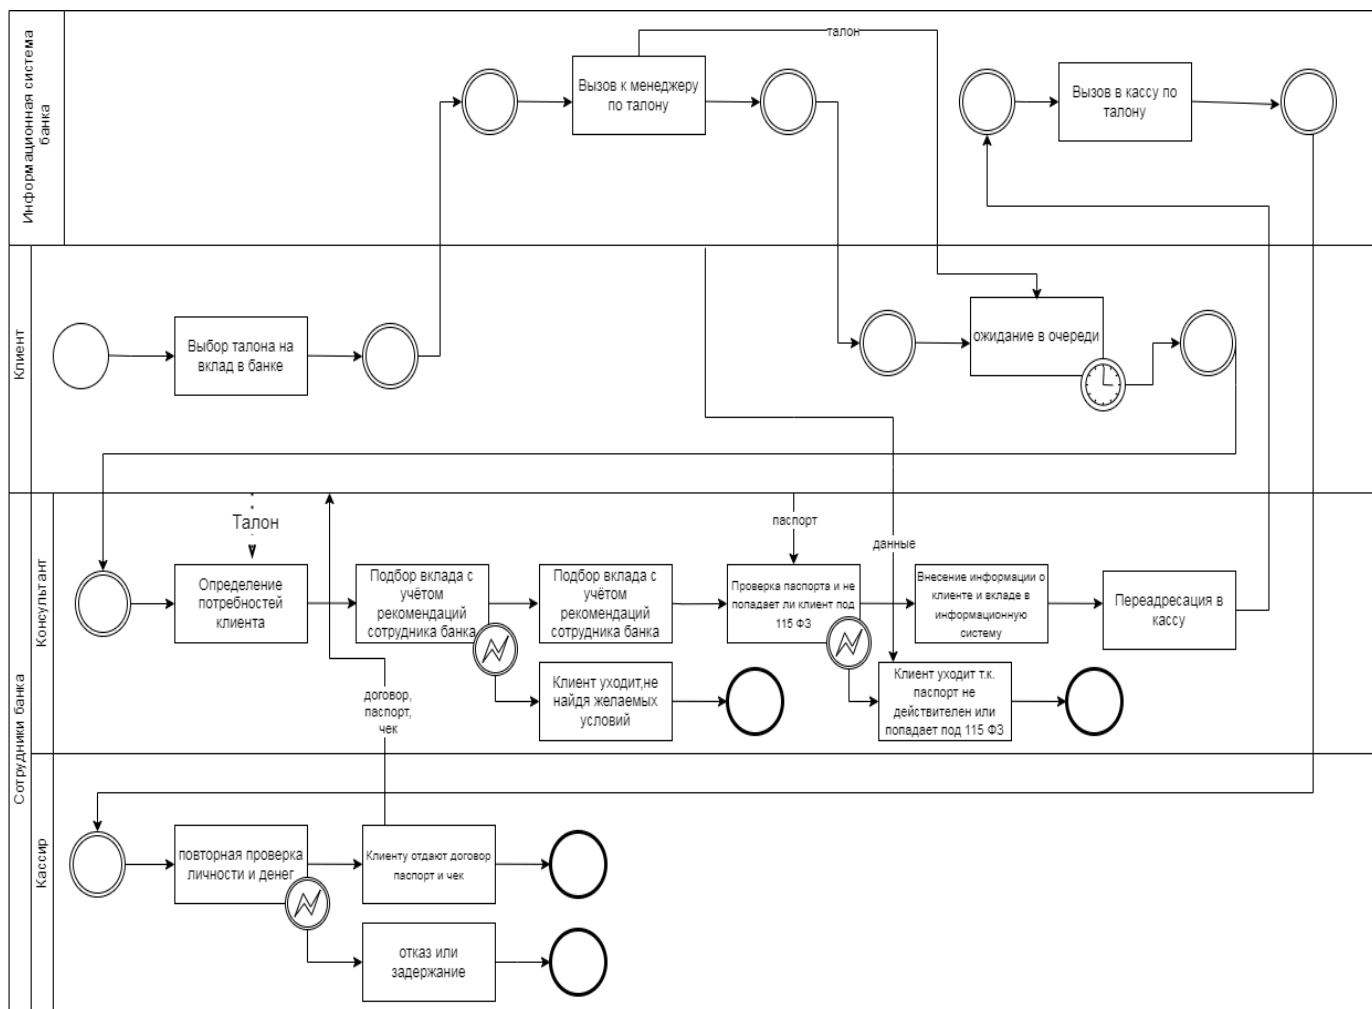 Информационная система
банка
талон
Вызов к менеджеру
по талону
Вызов в кассу по
талону
Клиент
Выбор талона на
вклад в банке
ожидание в очереди
Сотрудники банка
Консультант
Талон
паспорт
данные
Определение
потребностей
клиента
Подбор вклада с
учётом
рекомендаций
сотрудника банка
Подбор вклада с
учётом
рекомендаций
сотрудника банка
Проверка паспорта и не
попадает ли клиент под
115 ФЗ
Внесение информации о
клиенте и вкладе в
информационную
систему
Переадресация в
кассу
Клиент уходит,не
найдя желаемых
условий
Клиент уходит т.к.
паспорт не
действителен или
попадает под 115 ФЗ
договор,
паспорт,
чек
Кассир
повторная проверка
личности и денег
Клиенту отдают договор
паспорт и чек
отказ или
задержание